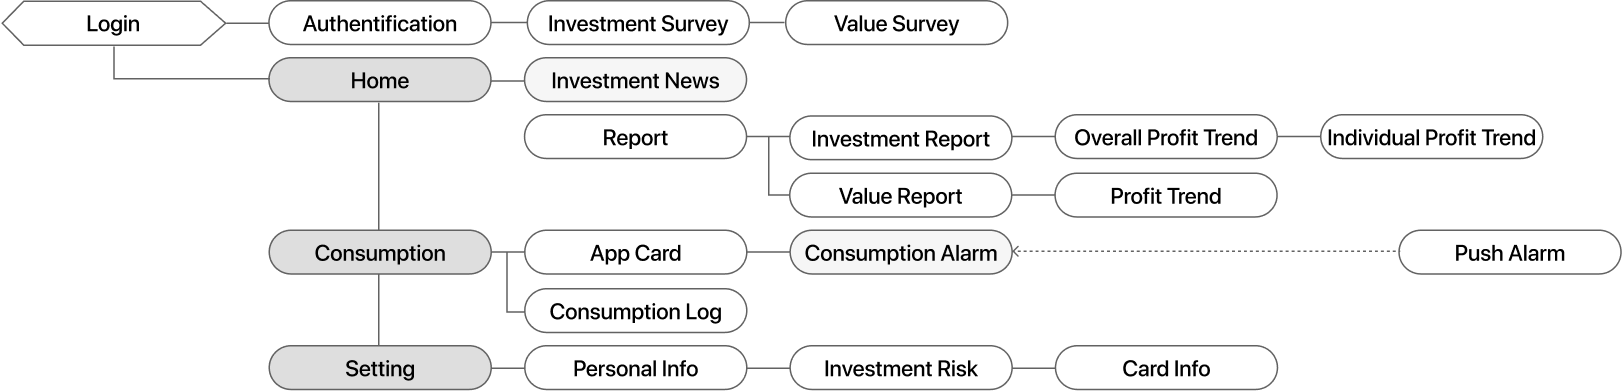 Login
Authentification
Investment Survey
Value Survey
Home
Investment News
Report
Investment Report
Overall Profit Trend
Individual Profit Trend
Value Report
Profit Trend
Consumption
App Card
Consumption Alarm
Push Alarm
Consumption Log
Setting
Personal Info
Investment Risk
Card Info